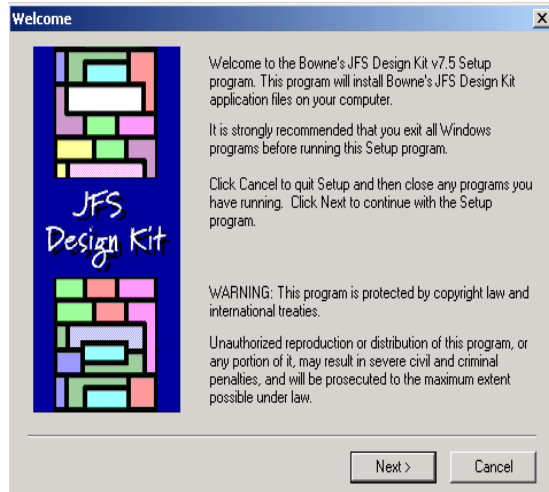 Welcome
Welcome to the Bowne's JFS Design Kit v7.5 Setup
program. This program will install Bowne's JFS Design Kit
application files on your computer.
It is strongly recommended that you exit all Windows
programs before running this Setup program.
Click Cancel to quit Setup and then close any programs you
have running. Click Next to continue with the Setup
program.
JFS
Design Kit
WARNING: This program is protected by copyright law and
international treaties.
Unauthorized reproduction or distribution of this program, or
any portion of it, may result in severe civil and criminal
penalties, and will be prosecuted to the maximum extent
possible under law.
Next >
Cancel